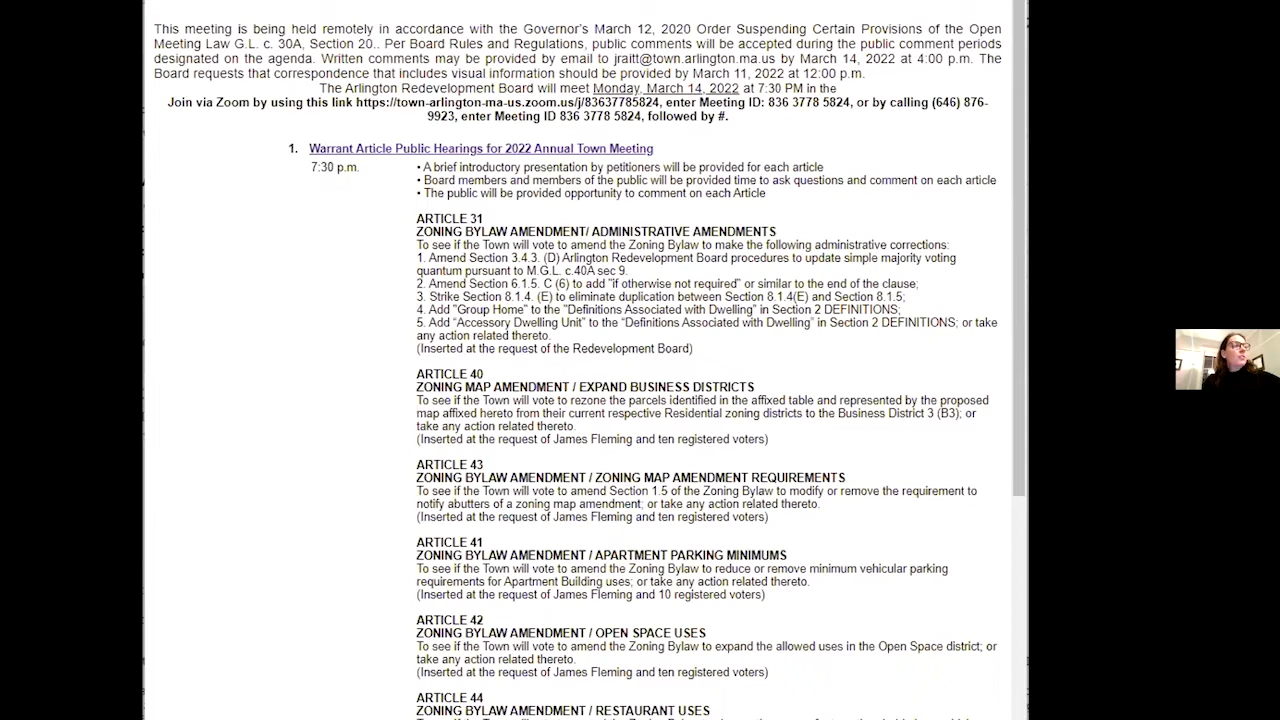 This meeting is being held remotely in accordance with the Governor's March 12, 2020 Order Suspending Certain Provisions of the Open
Meeting Law G.L. c. 30A, Section 20.. Per Board Rules and Regulations, public comments will be accepted during the public comment periods
designated on the agenda. Written comments may be provided by email to jraitt@town.arlington.ma.us by March 14, 2022 at 4:00 p.m. The
Board requests that correspondence that includes visual information should be provided by March 11, 2022 at 12:00 p.m.
The Arlington Redevelopment Board will meet Monday, March 14, 2022 at 7:30 PM in the
Join via Zoom by using this link https://town-arlington-ma-us.zoom.us/j/83637785824, enter Meeting ID: 836 3778 5824, or by calling (646) 876-
9923, enter Meeting ID 836 3778 5824, followed by #.
1. Warrant Article Public Hearings for 2022 Annual Town Meeting
7:30 p.m. • A brief introductory presentation by petitioners will be provided for each article
• Board members and members of the public will be provided time to ask questions and comment on each article
• The public will be provided opportunity to comment on each Article
ARTICLE 31
ZONING BYLAW AMENDMENT/ ADMINISTRATIVE AMENDMENTS
To see if the Town will vote to amend the Zoning Bylaw to make the following administrative corrections:
1. Amend Section 3.4.3. (D) Arlington Redevelopment Board procedures to update simple majority voting
quantum pursuant to M.G.L. c.40A sec 9.
2. Amend Section 6.1.5. C (6) to add "if otherwise not required" or similar to the end of the clause;
3. Strike Section 8.1.4. (E) to eliminate duplication between Section 8.1.4(E) and Section 8.1.5;
4. Add "Group Home" to the "Definitions Associated with Dwelling" in Section 2 DEFINITIONS;
5. Add "Accessory Dwelling Unit" to the "Definitions Associated with Dwelling" in Section 2 DEFINITIONS; or take
any action related thereto.
(Inserted at the request of the Redevelopment Board)
ARTICLE 40
ZONING MAP AMENDMENT / EXPAND BUSINESS DISTRICTS
To see if the Town will vote to rezone the parcels identified in the affixed table and represented by the proposed
map affixed hereto from their current respective Residential zoning districts to the Business District 3 (B3); or
take any action related thereto.
(Inserted at the request of James Fleming and ten registered voters)
ARTICLE 43
ZONING BYLAW AMENDMENT / ZONING MAP AMENDMENT REQUIREMENTS
To see if the Town will vote to amend Section 1.5 of the Zoning Bylaw to modify or remove the requirement to
notify abutters of a zoning map amendment; or take any action related thereto.
(Inserted at the request of James Fleming and ten registered voters)
ARTICLE 41
ZONING BYLAW AMENDMENT / APARTMENT PARKING MINIMUMS
To see if the Town will vote to amend the Zoning Bylaw to reduce or remove minimum vehicular parking
requirements for Apartment Building uses; or take any action related thereto.
(Inserted at the request of James Fleming and 10 registered voters)
ARTICLE 42
ZONING BYLAW AMENDMENT / OPEN SPACE USES
To see if the Town will vote to amend the Zoning Bylaw to expand the allowed uses in the Open Space district; or
take any action related thereto.
(Inserted at the request of James Fleming and ten registered voters)
ARTICLE 44
ZONING BYLAW AMENDMENT / RESTAURANT USES